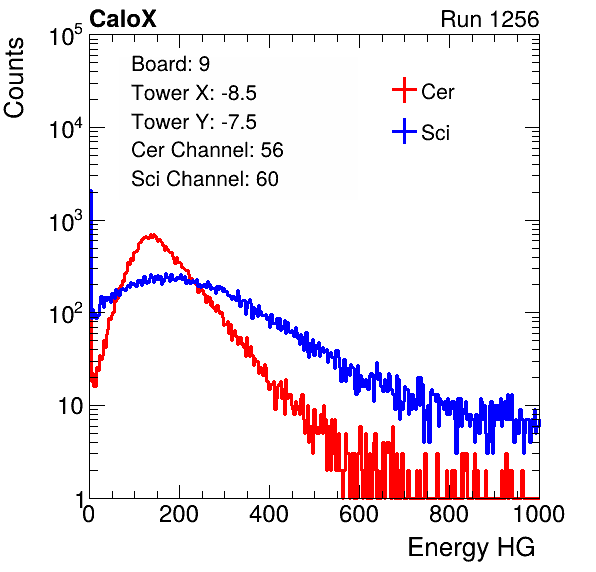 CaloX Run 1256
Counts
Board: 9
Tower X: -8.5
Tower Y: -7.5
Cer Channel: 56
Sci Channel: 60
Cer
Sci
10^5
10^4
10^3
10^2
10
1
0 200 400 600 800 1000
Energy HG